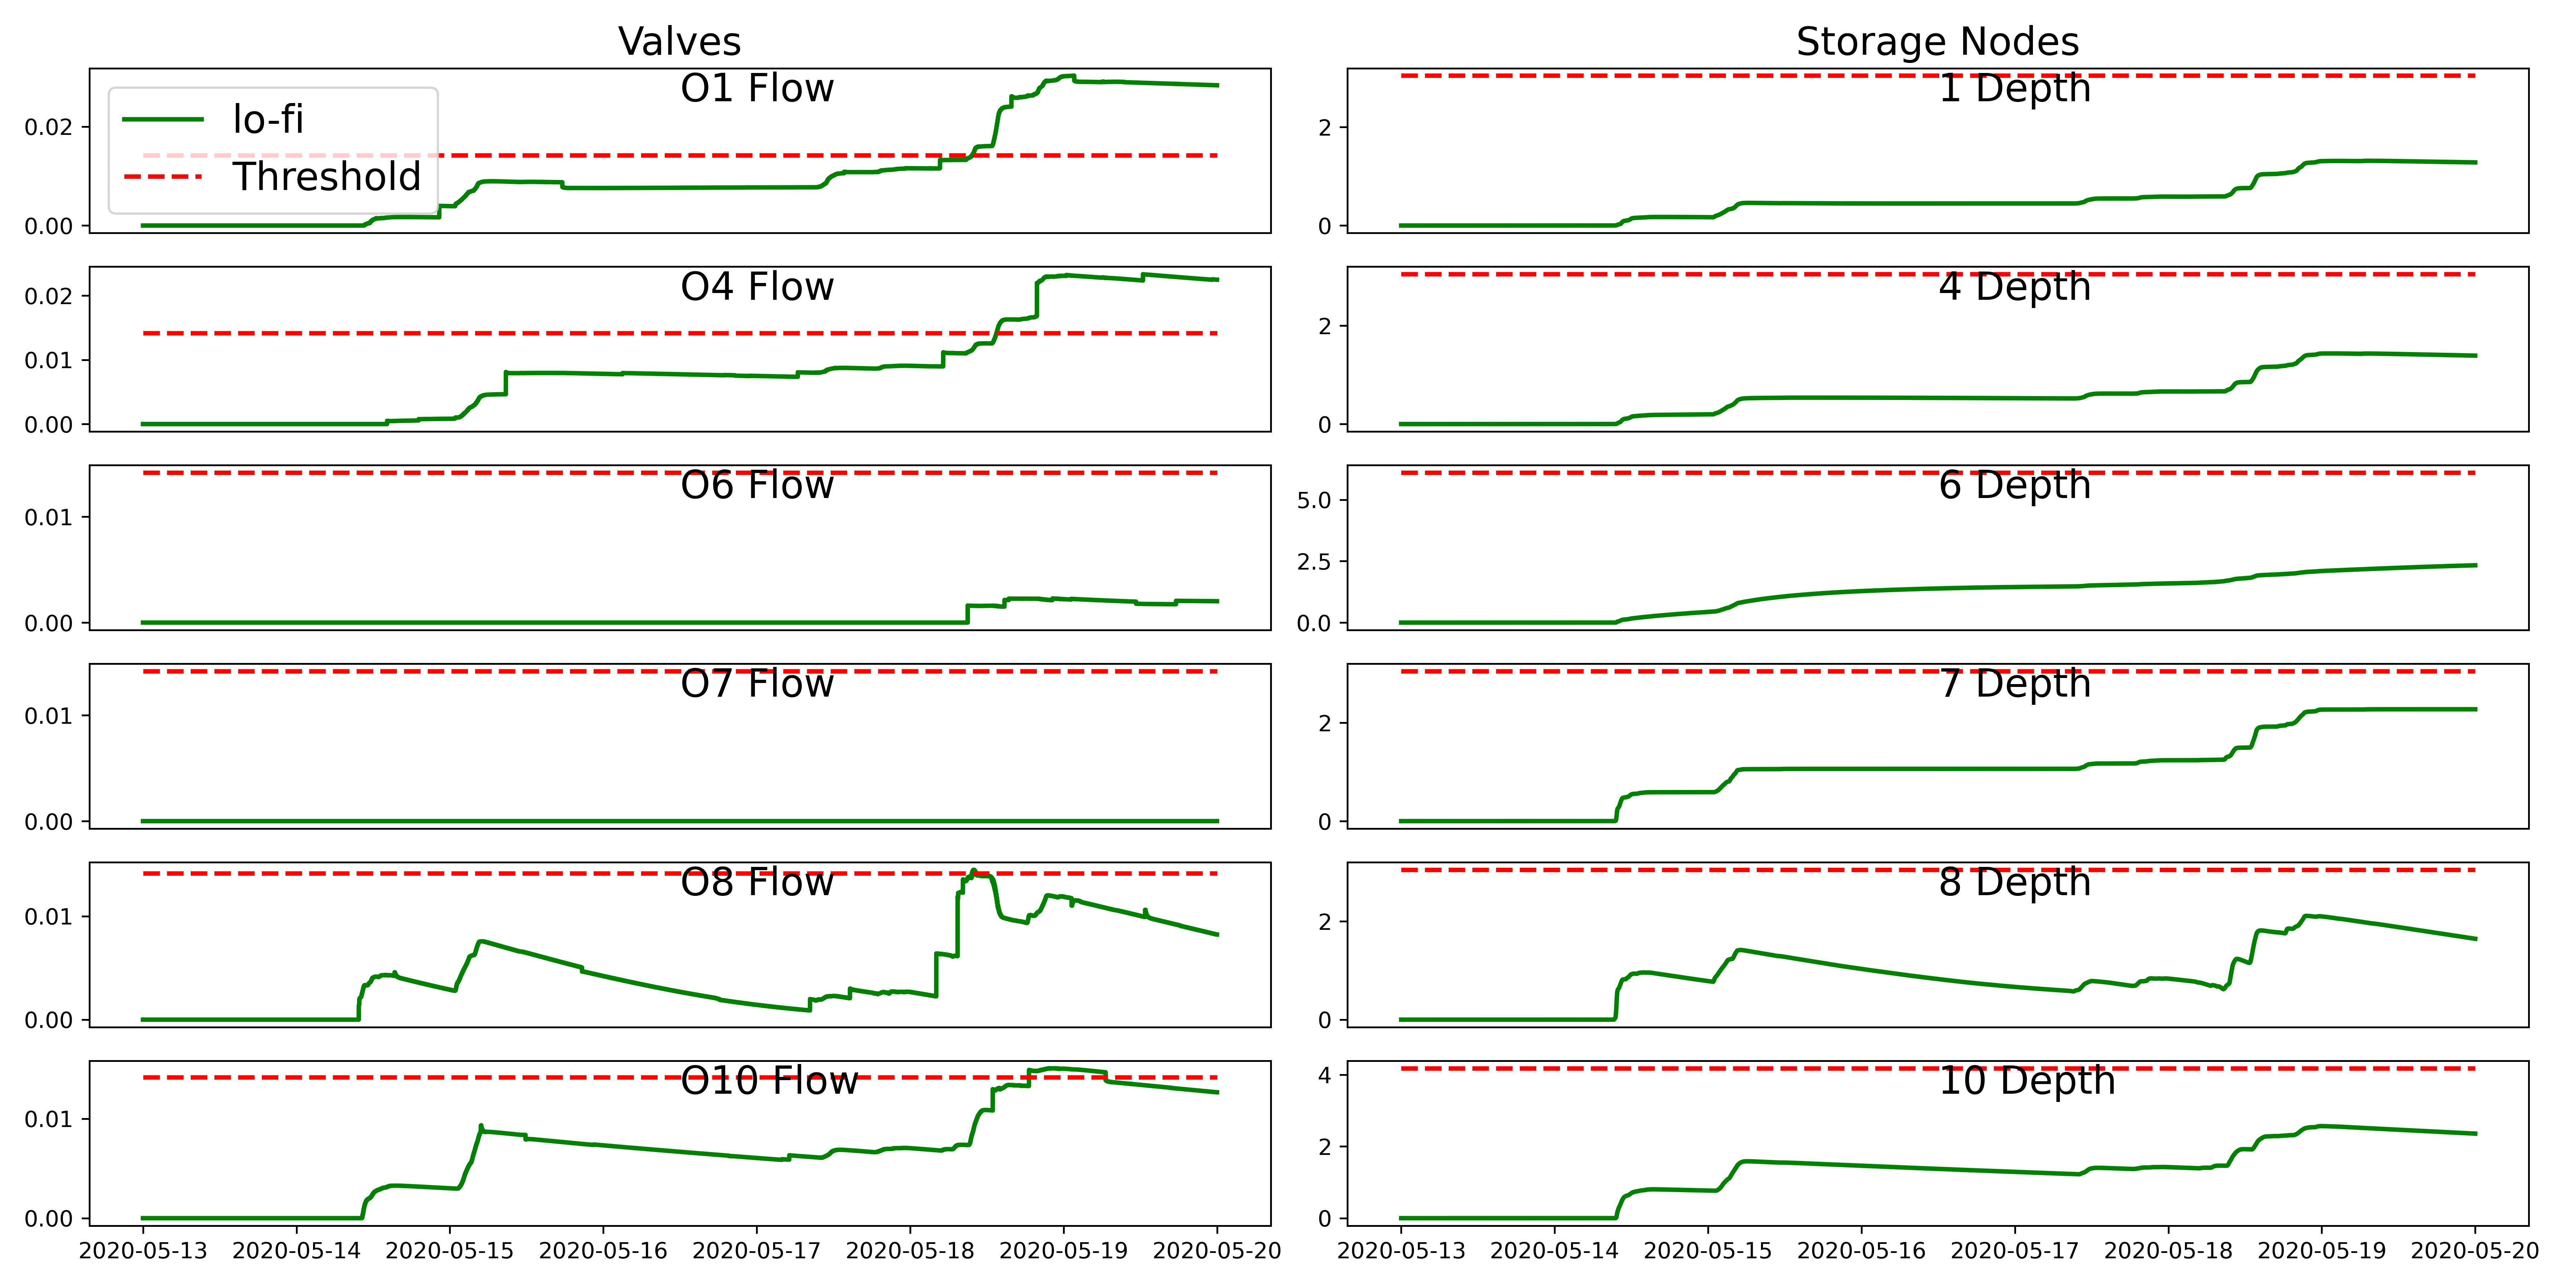 Valves
Storage Nodes
O1 Flow
lo-fi
Threshold
0.02
0.00
1 Depth
2
0
O4 Flow
0.02
0.01
0.00
4 Depth
2
0
O6 Flow
0.01
0.00
6 Depth
5.0
2.5
0.0
O7 Flow
0.01
0.00
7 Depth
2
0
O8 Flow
0.01
0.00
8 Depth
2
0
O10 Flow
0.01
0.00
10 Depth
4
2
0
2020-05-13 2020-05-14 2020-05-15 2020-05-16 2020-05-17 2020-05-18 2020-05-19 2020-05-20
2020-05-13 2020-05-14 2020-05-15 2020-05-16 2020-05-17 2020-05-18 2020-05-19 2020-05-20